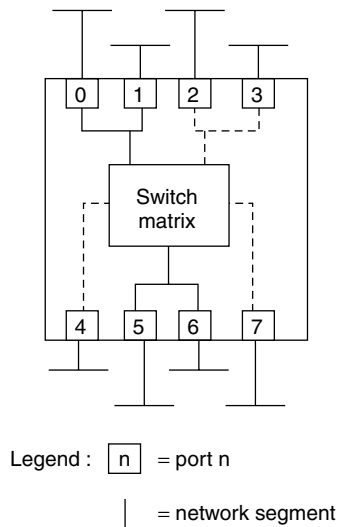 0 1 2 3
Switch
matrix
4 5 6 7
Legend : n = port n
= network segment